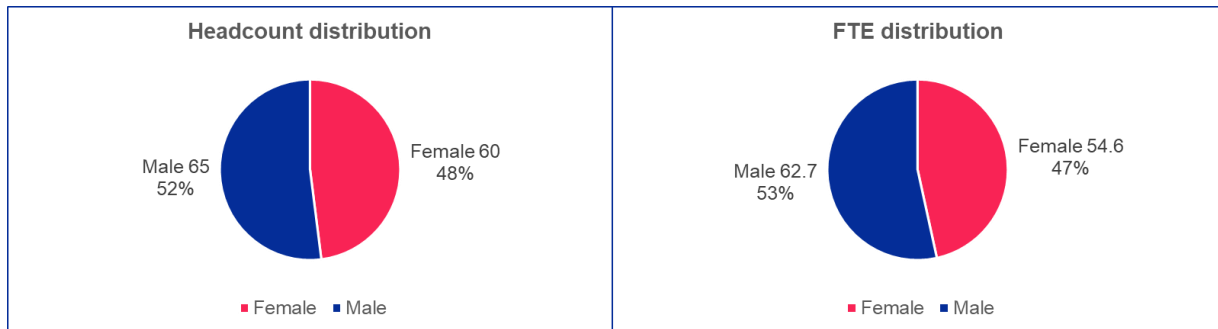 Headcount distribution
Male 65
52%
Female 60
48%
Female Male
FTE distribution
Male 62.7
53%
Female 54.6
47%
Female Male